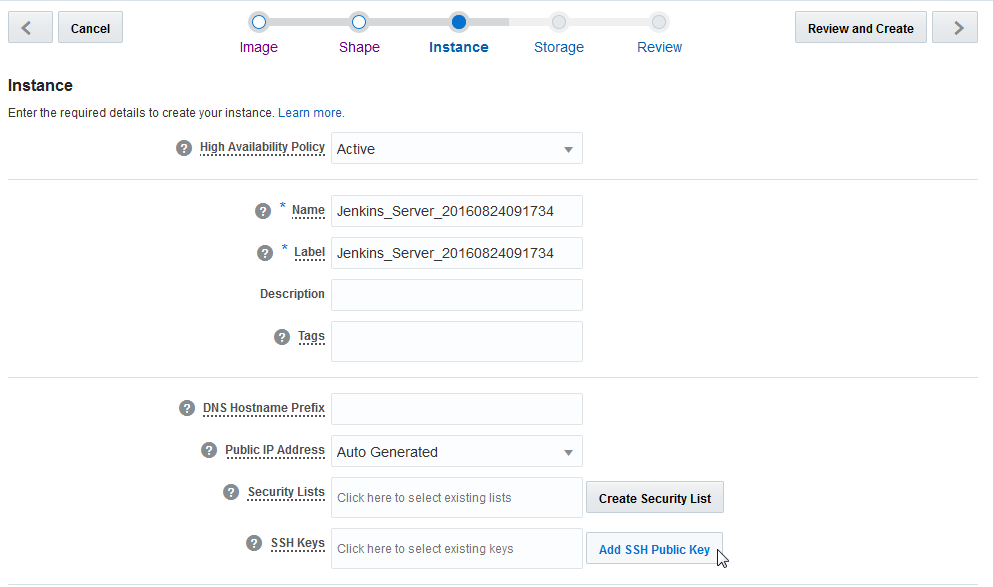 Cancel
Image Shape Instance Storage Review
Review and Create
Instance
Enter the required details to create your instance. Learn more.
? High Availability Policy Active
? * Name Jenkins_Server_20160824091734
? * Label Jenkins_Server_20160824091734
Description
? Tags
? DNS Hostname Prefix
? Public IP Address Auto Generated
? Security Lists Click here to select existing lists Create Security List
? SSH Keys Click here to select existing keys Add SSH Public Key